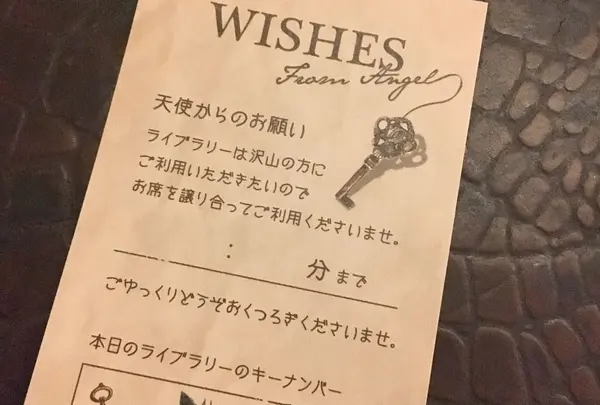 WISHES
From Angel
天使からのお願い
ライブラリーは沢山の方に
ご利用いただきたいので
お席を譲り合ってご利用くださいませ。
: 分まで
ごゆっくりどうぞおくつろぎくださいませ。
本日のライブラリーのキーナンバー